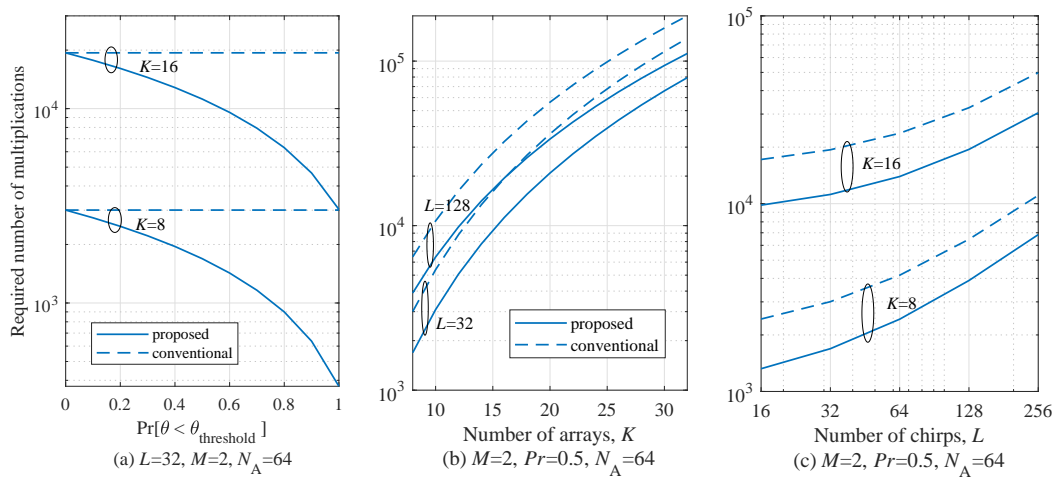 Required number of multiplications
10^4
10^3
K=16
K=8
proposed
conventional
0 0.2 0.4 0.6 0.8 1
Pr[θ < θ_threshold ]
(a) L=32, M=2, N_A=64
10^5
10^4
10^3
L=128
L=32
proposed
conventional
10 15 20 25 30
Number of arrays, K
(b) M=2, Pr=0.5, N_A=64
10^5
10^4
10^3
K=16
K=8
16 32 64 128 256
Number of chirps, L
(c) M=2, Pr=0.5, N_A=64